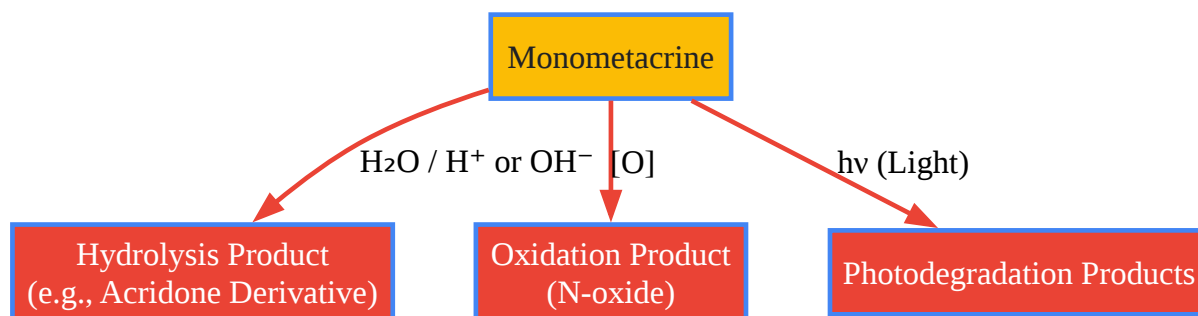 Monometacrine
H₂O / H⁺ or OH⁻
[O]
hν (Light)
Hydrolysis Product
(e.g., Acridone Derivative)
Oxidation Product
(N-oxide)
Photodegradation Products